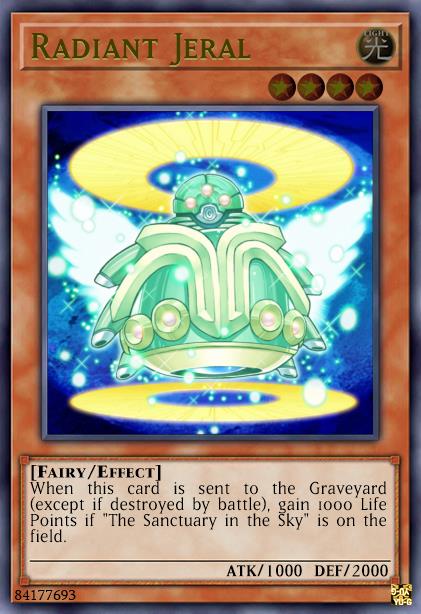 Radiant Jeral
LIGHT
光
[Fairy/Effect]
When this card is sent to the Graveyard
(except if destroyed by battle), gain 1000 Life
Points if "The Sanctuary in the Sky" is on the
field.
ATK/1000 DEF/2000
84177693